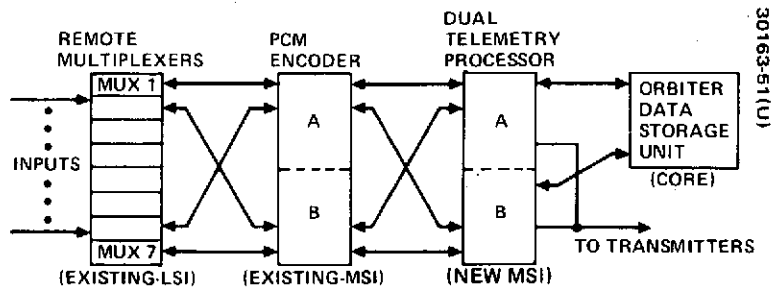 REMOTE
MULTIPLEXERS
PCM
ENCODER
DUAL
TELEMETRY
PROCESSOR
30163-51(U)
MUX 1
INPUTS
MUX 7
(EXISTING-LSI)
A
B
(EXISTING-MSI)
A
B
(NEW MSI)
ORBITER
DATA
STORAGE
UNIT
(CORE)
TO TRANSMITTERS